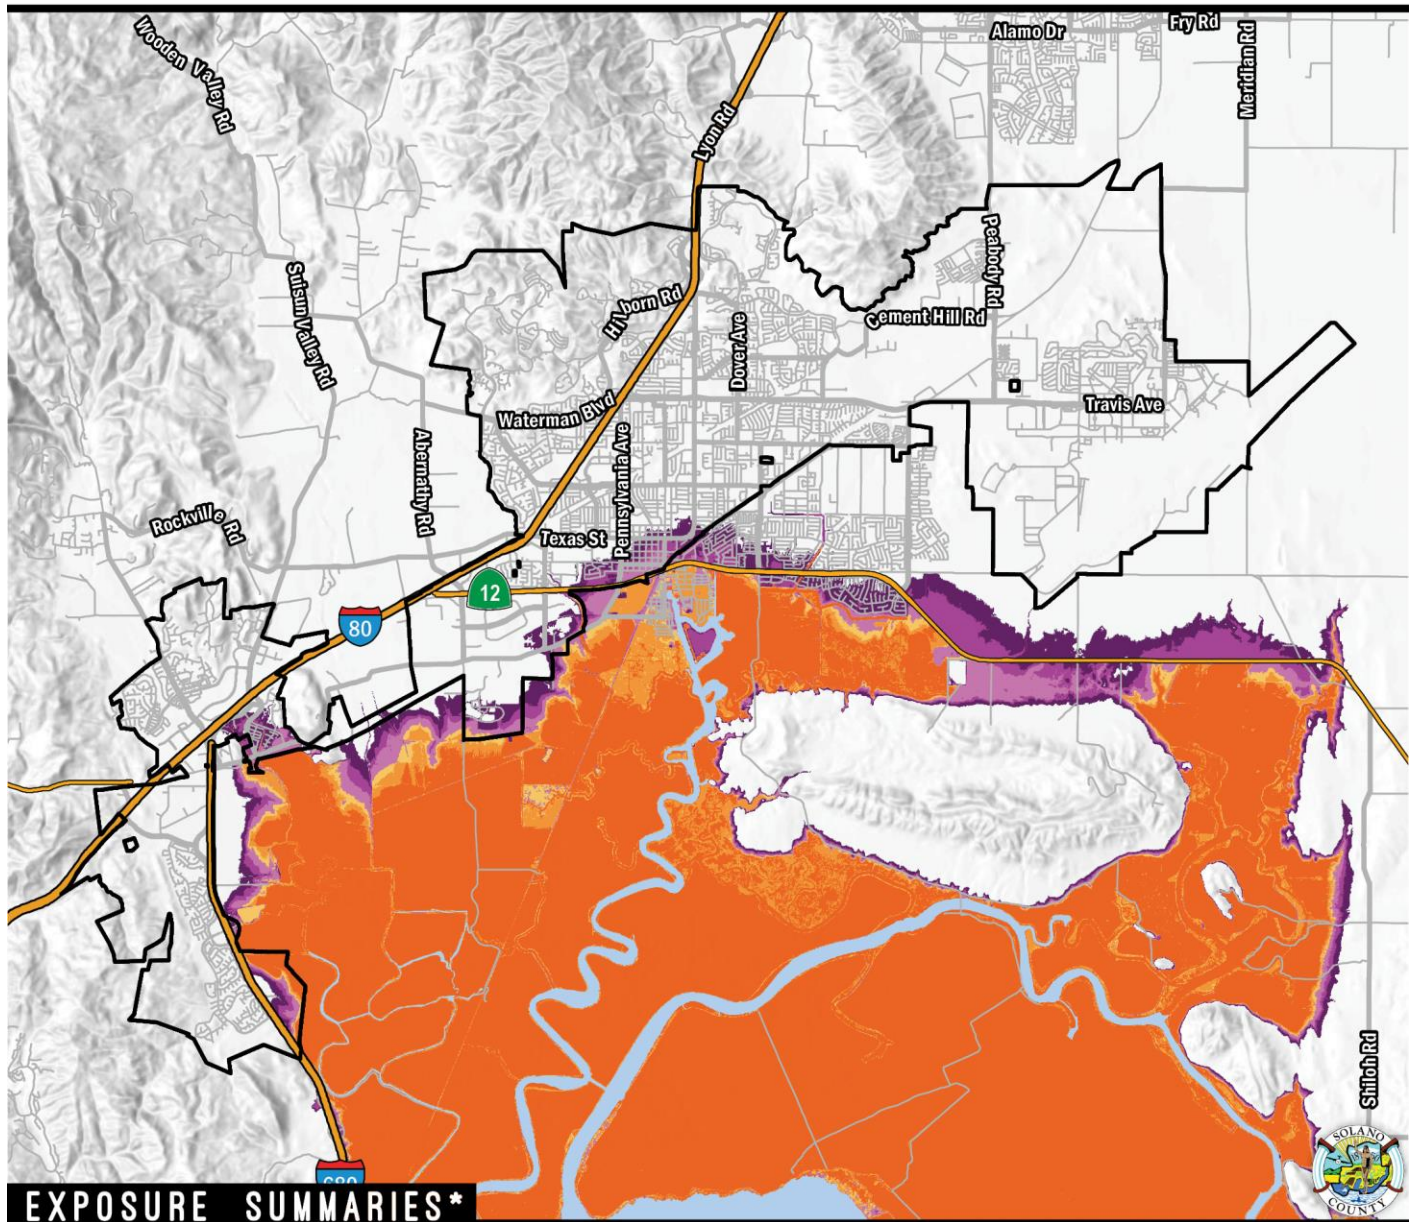 Wooden Valley Rd
Alamo Dr
Fry Rd
Meridian Rd
Lyon Rd
Suisun Valley Rd
Peabody Rd
Hilborn Rd
Cement Hill Rd
Dover Ave
Waterman Blvd
Travis Ave
Abernathy Rd
Pennsylvania Ave
Rockville Rd
Texas St
12
80
Shiloh Rd
680
SOLANO
COUNTY
EXPOSURE SUMMARIES*